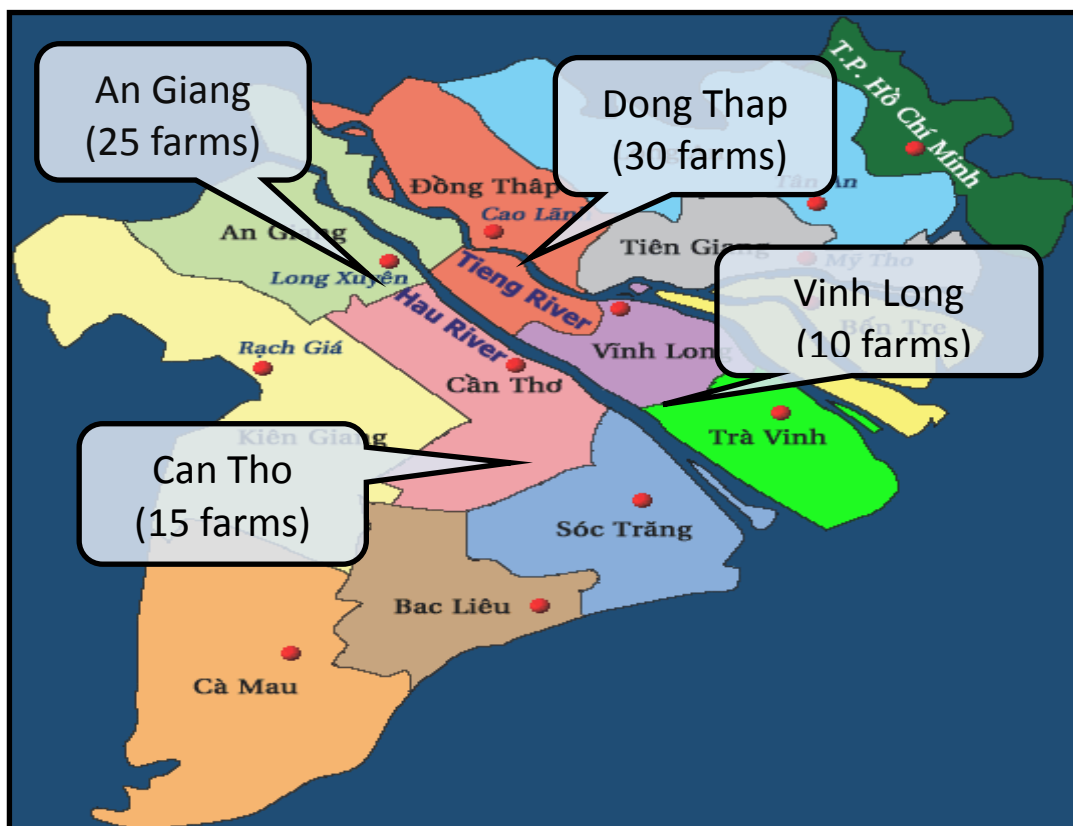 An Giang
(25 farms)
Dong Thap
(30 farms)
T.P. Hồ Chí Minh
Đồng Thâp
Cao Lãnh
Tân An
An Giang
Tiên Giang
Long Xuyên
Tieng River
Mỹ Tho
Hau River
Vinh Long
(10 farms)
Bến Tre
Rạch Giá
Vĩnh Long
Cần Thơ
Kiên Giang
Trà Vinh
Can Tho
(15 farms)
Sóc Trăng
Bac Liêu
Cà Mau